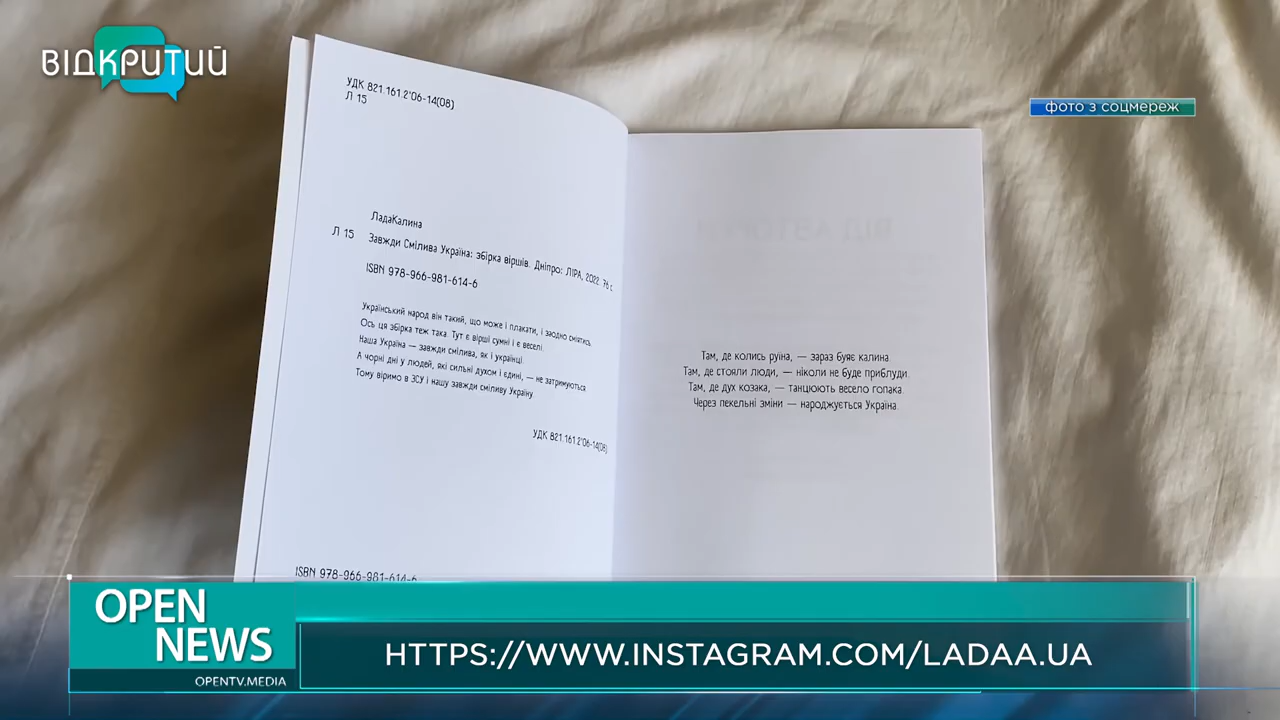 ВІДКРИТИЙ
фото з соцмереж
УДК 821.161.2'06-14(08)
Л 15
ЛадаКалина
Л 15 Завжди Смілива Україна: збірка віршів. Дніпро: ЛІРА, 2022. 76 с.
ISBN 978-966-981-614-6
Український народ він такий, що може і плакати, і заодно сміятись.
Ось ця збірка теж така. Тут є вірші сумні і є веселі.
Наша Україна — завжди смілива, як і українці.
А чорні дні у людей, які сильні духом і єдині, — не затримуються
Тому віримо в ЗСУ і нашу завжди сміливу Україну.
УДК 821.161.2'06-14(08)
ISBN 978-966-981-614-6
Там, де колись руїна, — зараз буяє калина.
Там, де стояли люди, — ніколи не буде приблуди.
Там, де дух козака, — танцюють весело гопака.
Через пекельні зміни — народжується Україна.
OPEN
NEWS
OPENTV.MEDIA
HTTPS://WWW.INSTAGRAM.COM/LADAA.UA